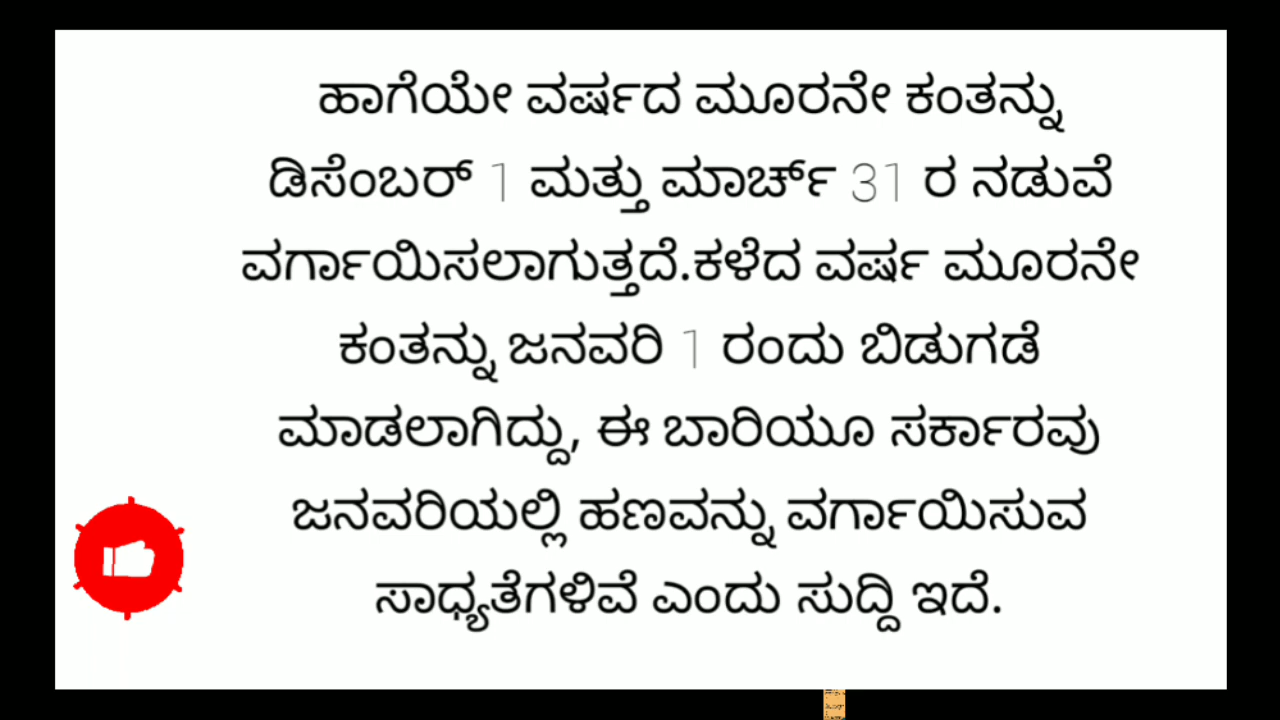 ಹಾಗೆಯೇ ವರ್ಷದ ಮೂರನೇ ಕಂತನ್ನು
ಡಿಸೆಂಬರ್ 1 ಮತ್ತು ಮಾರ್ಚ್ 31 ರ ನಡುವೆ
ವರ್ಗಾಯಿಸಲಾಗುತ್ತದೆ.ಕಳೆದ ವರ್ಷ ಮೂರನೇ
ಕಂತನ್ನು ಜನವರಿ 1 ರಂದು ಬಿಡುಗಡೆ
ಮಾಡಲಾಗಿದ್ದು, ಈ ಬಾರಿಯೂ ಸರ್ಕಾರವು
ಜನವರಿಯಲ್ಲಿ ಹಣವನ್ನು ವರ್ಗಾಯಿಸುವ
ಸಾಧ್ಯತೆಗಳಿವೆ ಎಂದು ಸುದ್ದಿ ಇದೆ.